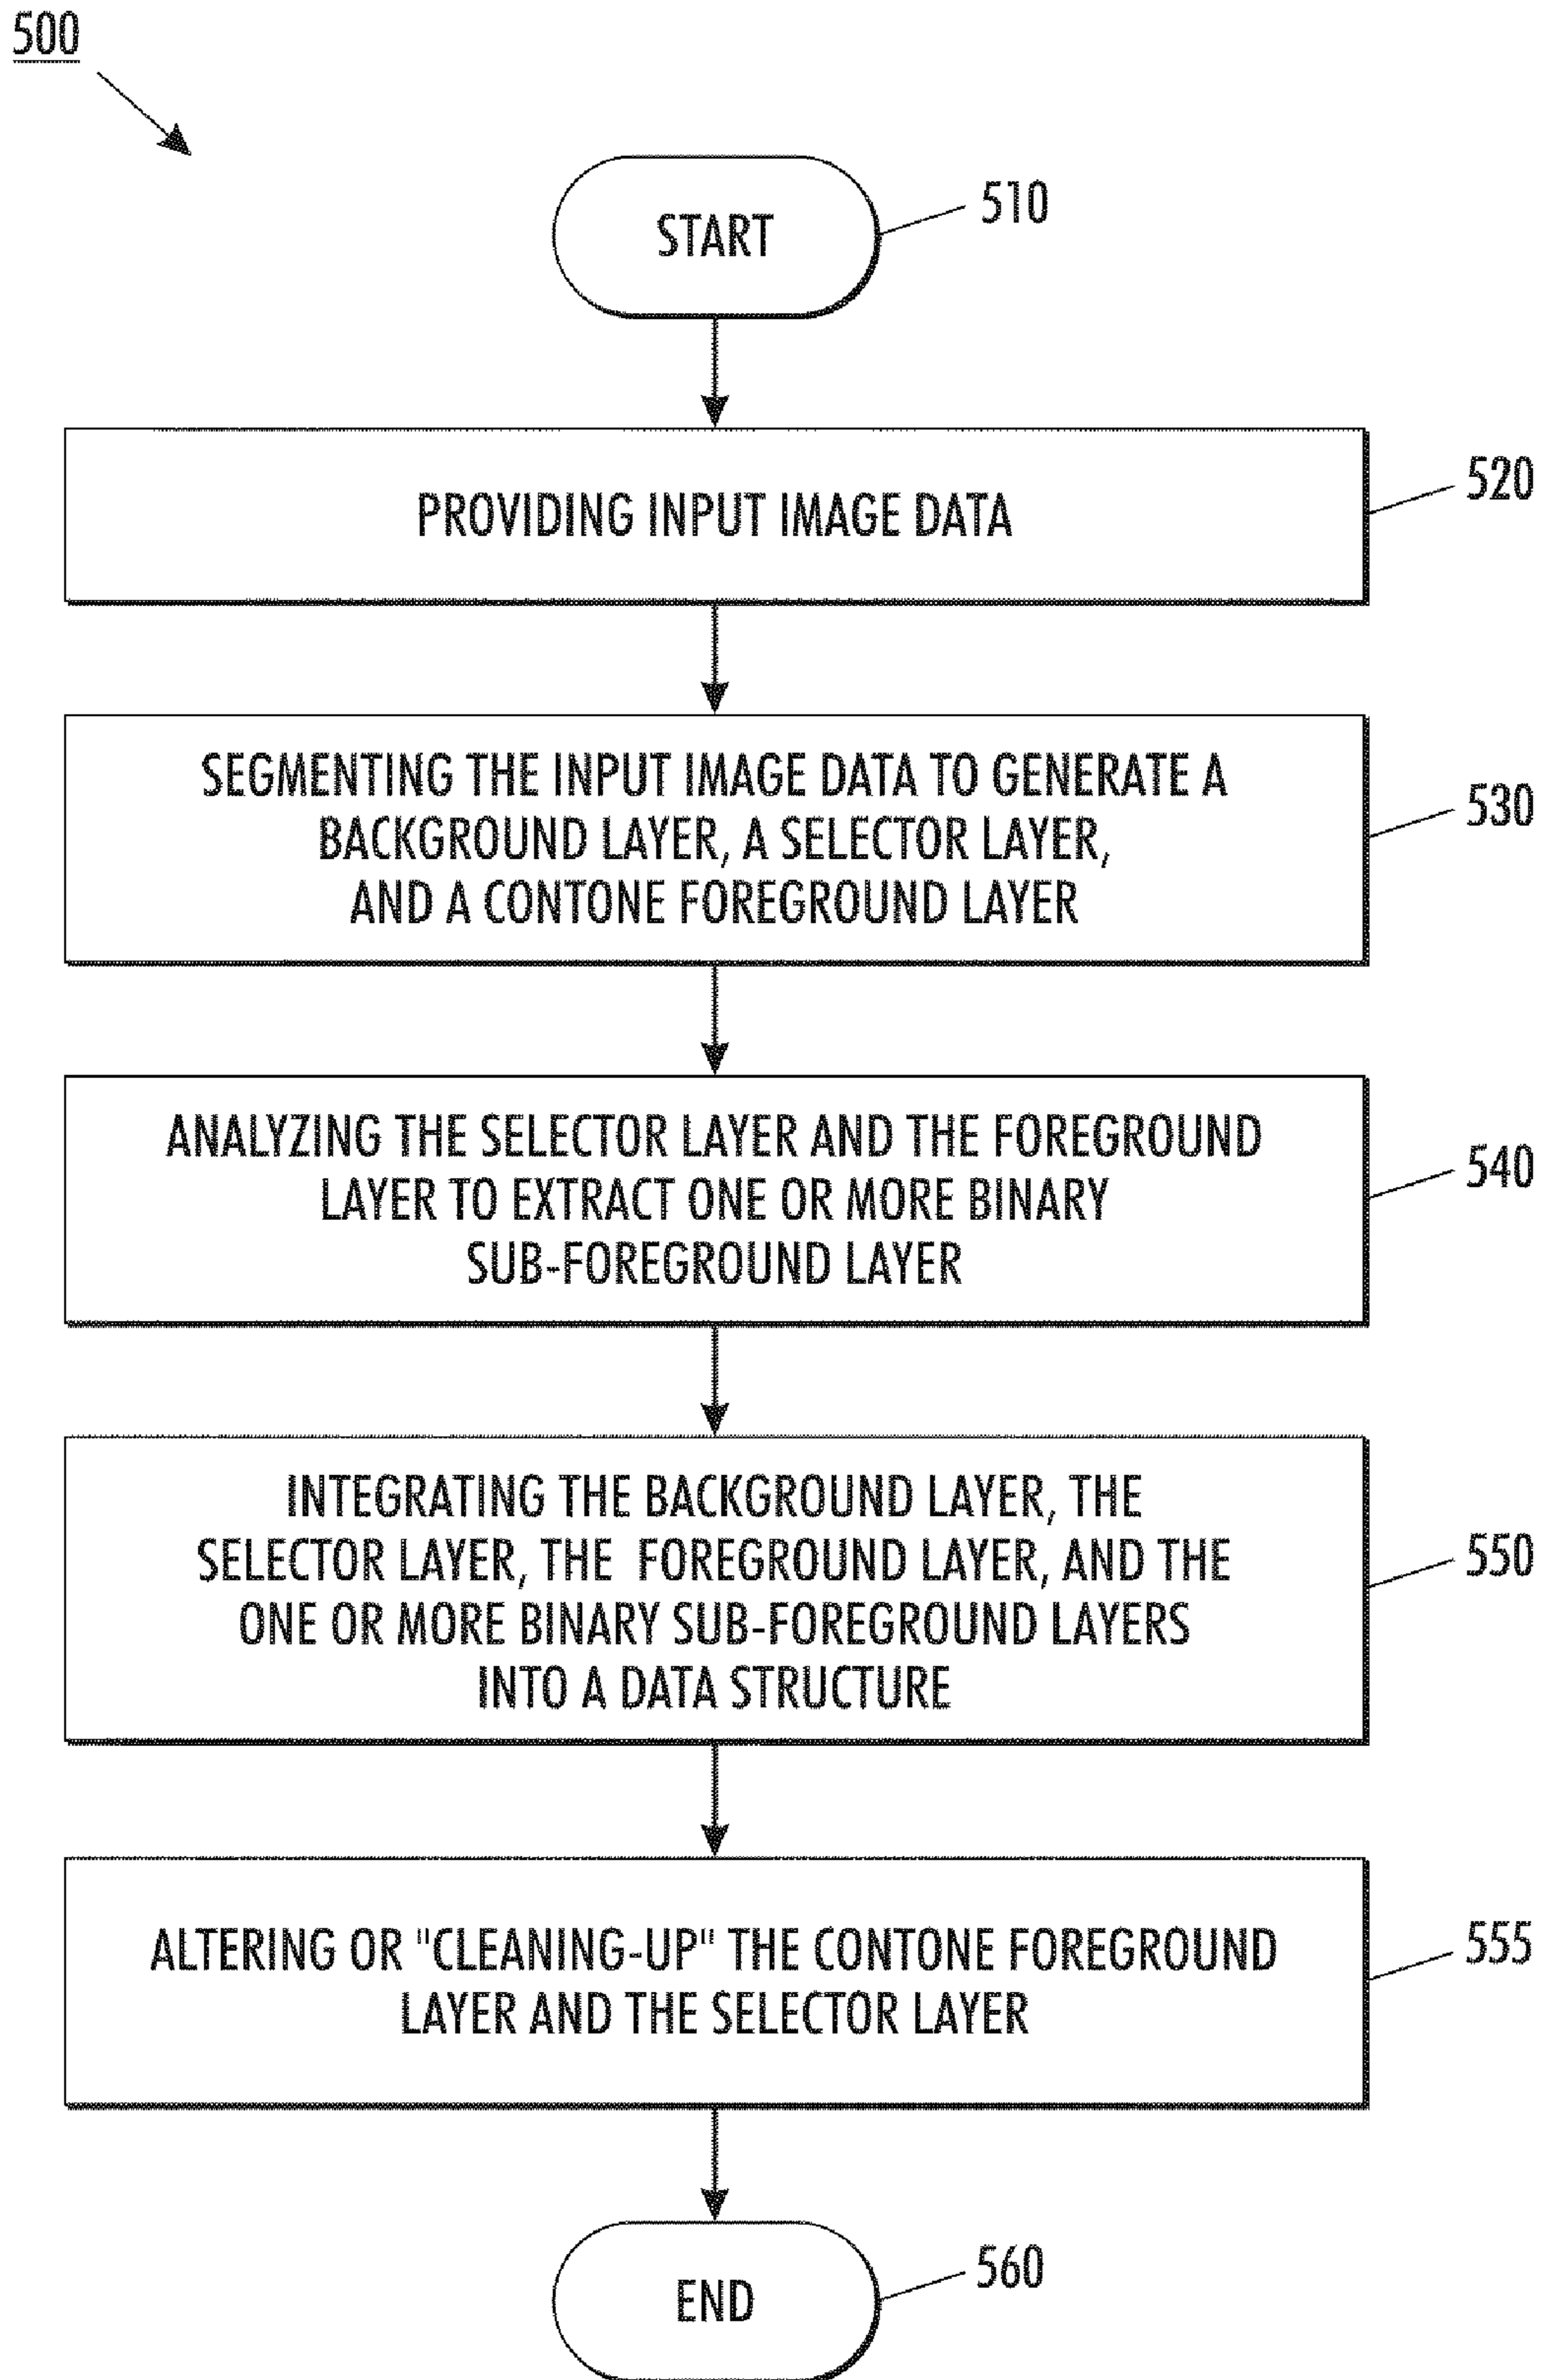 500
START
510
PROVIDING INPUT IMAGE DATA
520
SEGMENTING THE INPUT IMAGE DATA TO GENERATE A
BACKGROUND LAYER, A SELECTOR LAYER,
AND A CONTONE FOREGROUND LAYER
530
ANALYZING THE SELECTOR LAYER AND THE FOREGROUND
LAYER TO EXTRACT ONE OR MORE BINARY
SUB-FOREGROUND LAYER
540
INTEGRATING THE BACKGROUND LAYER, THE
SELECTOR LAYER, THE FOREGROUND LAYER, AND THE
ONE OR MORE BINARY SUB-FOREGROUND LAYERS
INTO A DATA STRUCTURE
550
ALTERING OR "CLEANING-UP" THE CONTONE FOREGROUND
LAYER AND THE SELECTOR LAYER
555
END
560